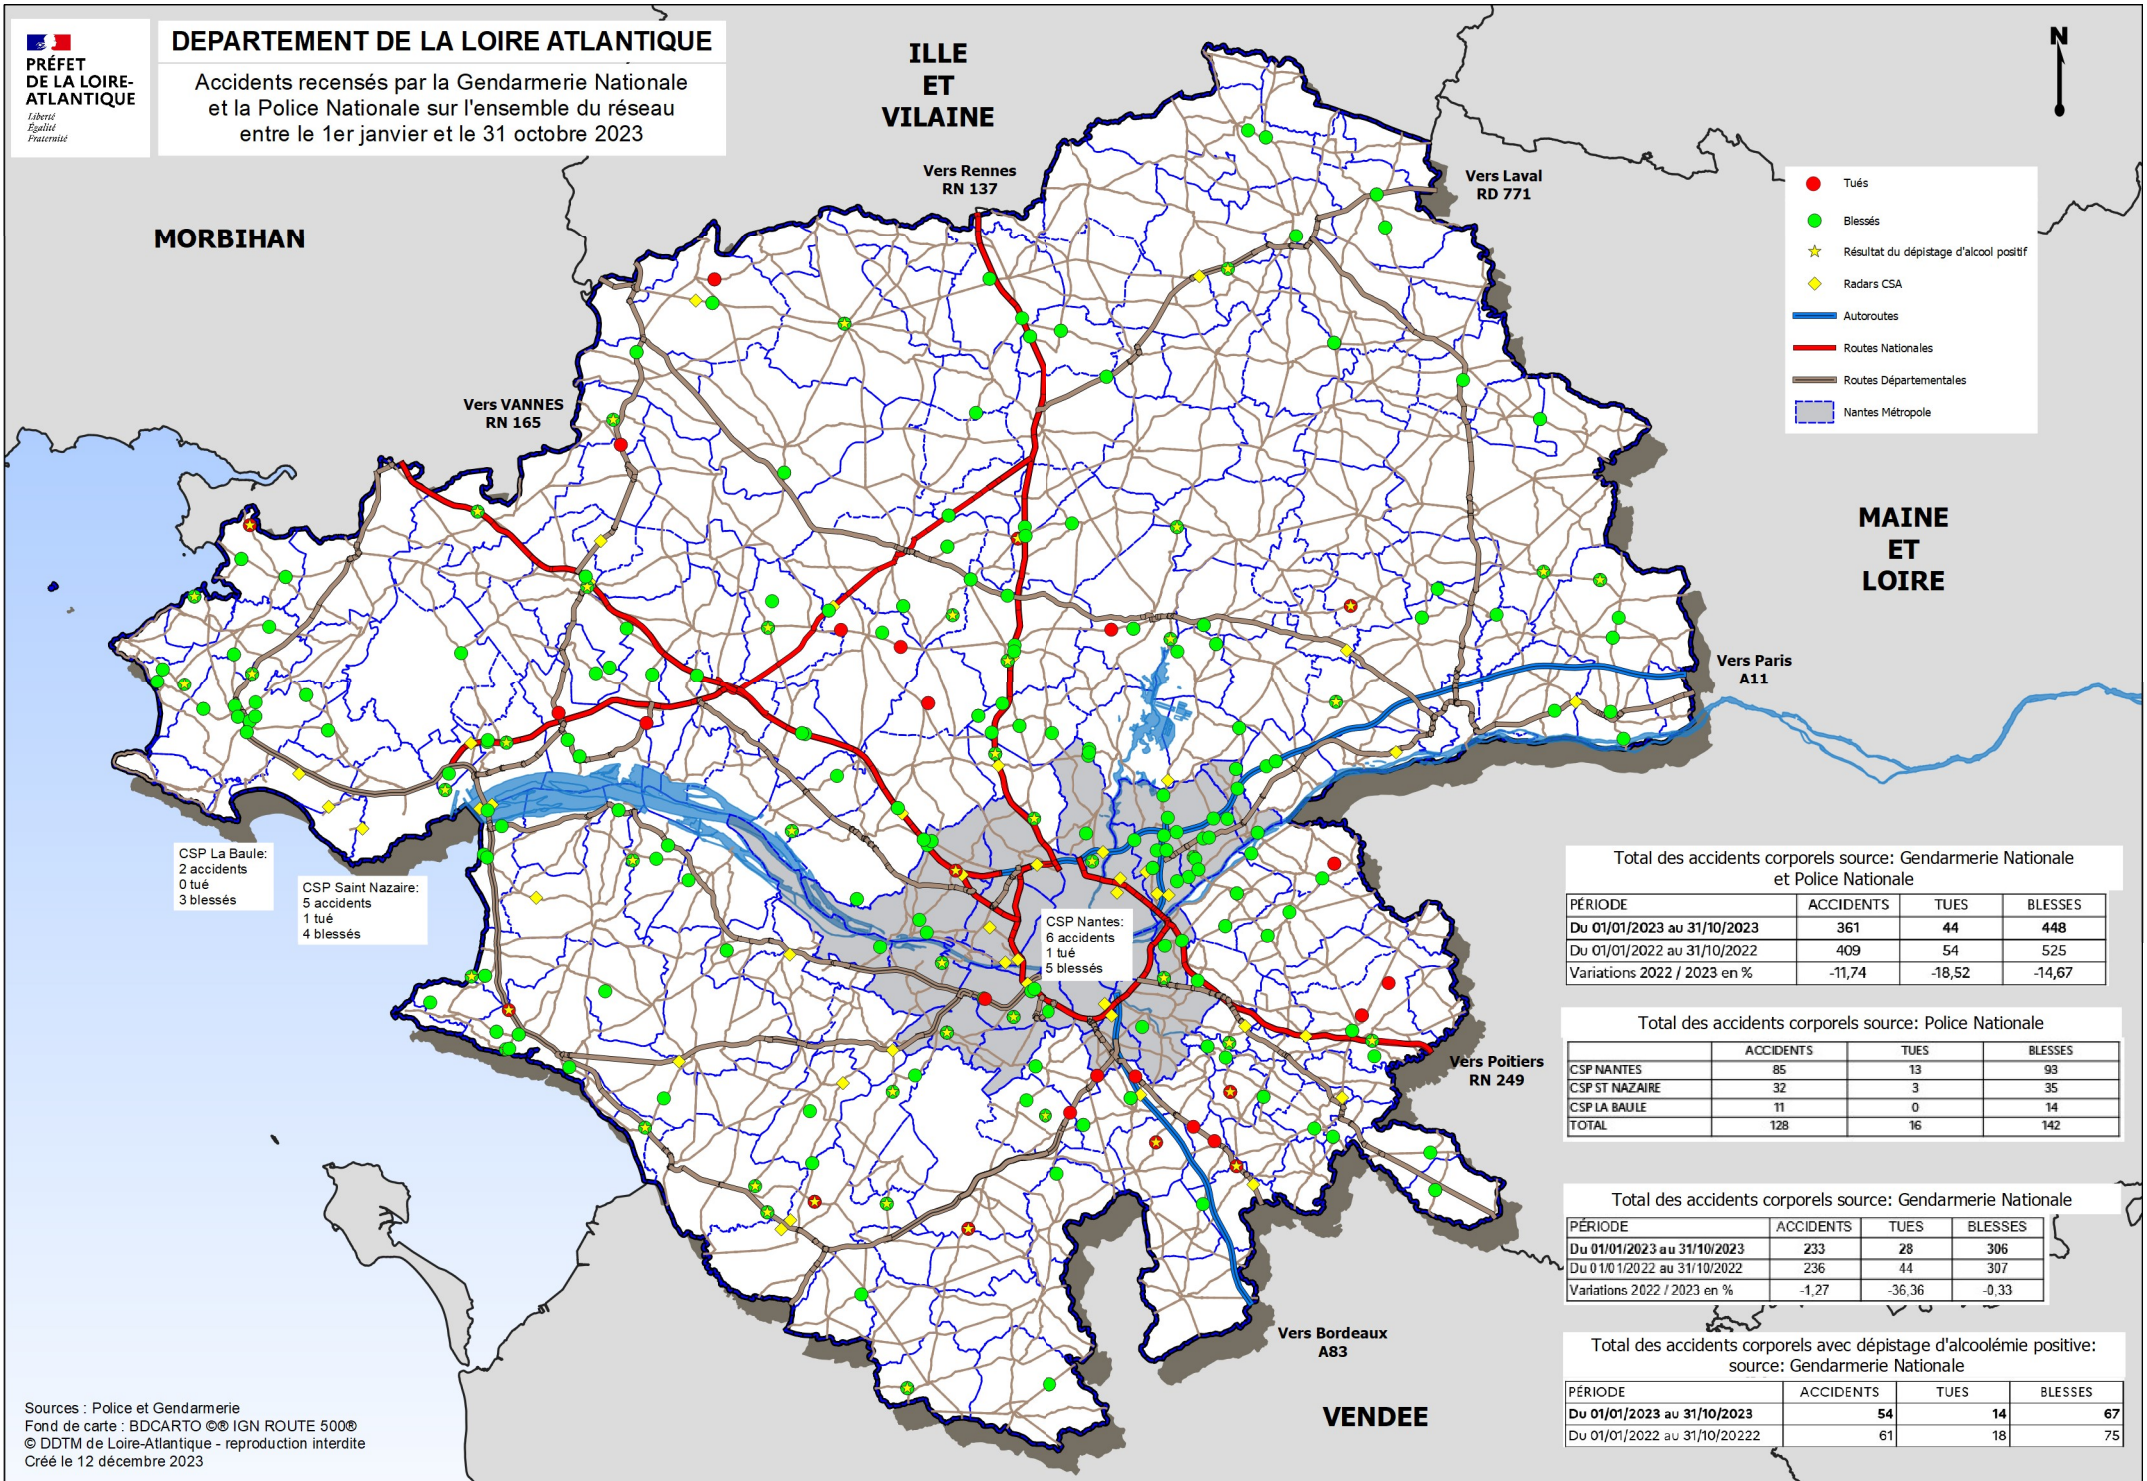 PRÉFET
DE LA LOIRE-
ATLANTIQUE
Liberté
Égalité
Fraternité
DEPARTEMENT DE LA LOIRE ATLANTIQUE
Accidents recensés par la Gendarmerie Nationale
et la Police Nationale sur l'ensemble du réseau
entre le 1er janvier et le 31 octobre 2023
ILLE
ET
VILAINE
N
MORBIHAN
Vers Rennes
RN 137
Vers Laval
RD 771
Tués
Blessés
Résultat du dépistage d'alcool positif
Radars CSA
Autoroutes
Routes Nationales
Routes Départementales
Nantes Métropole
Vers VANNES
RN 165
MAINE
ET
LOIRE
Vers Paris
A11
CSP La Baule:
2 accidents
0 tué
3 blessés
CSP Saint Nazaire:
5 accidents
1 tué
4 blessés
CSP Nantes:
6 accidents
1 tué
5 blessés
Vers Poitiers
RN 249
Vers Bordeaux
A83
VENDEE
Total des accidents corporels source: Gendarmerie Nationale
et Police Nationale
PÉRIODE ACCIDENTS TUES BLESSES
Du 01/01/2023 au 31/10/2023 361 44 448
Du 01/01/2022 au 31/10/2022 409 54 525
Variations 2022 / 2023 en % -11,74 -18,52 -14,67
Total des accidents corporels source: Police Nationale
ACCIDENTS TUES BLESSES
CSP NANTES 85 13 93
CSP ST NAZAIRE 32 3 35
CSP LA BAULE 11 0 14
TOTAL 128 16 142
Total des accidents corporels source: Gendarmerie Nationale
PÉRIODE ACCIDENTS TUES BLESSES
Du 01/01/2023 au 31/10/2023 233 28 306
Du 01/01/2022 au 31/10/2022 236 44 307
Variations 2022 / 2023 en % -1,27 -36,36 -0,33
Total des accidents corporels avec dépistage d'alcoolémie positive:
source: Gendarmerie Nationale
PÉRIODE ACCIDENTS TUES BLESSES
Du 01/01/2023 au 31/10/2023 54 14 67
Du 01/01/2022 au 31/10/20222 61 18 75
Sources : Police et Gendarmerie
Fond de carte : BDCARTO ©® IGN ROUTE 500®
© DDTM de Loire-Atlantique - reproduction interdite
Créé le 12 décembre 2023